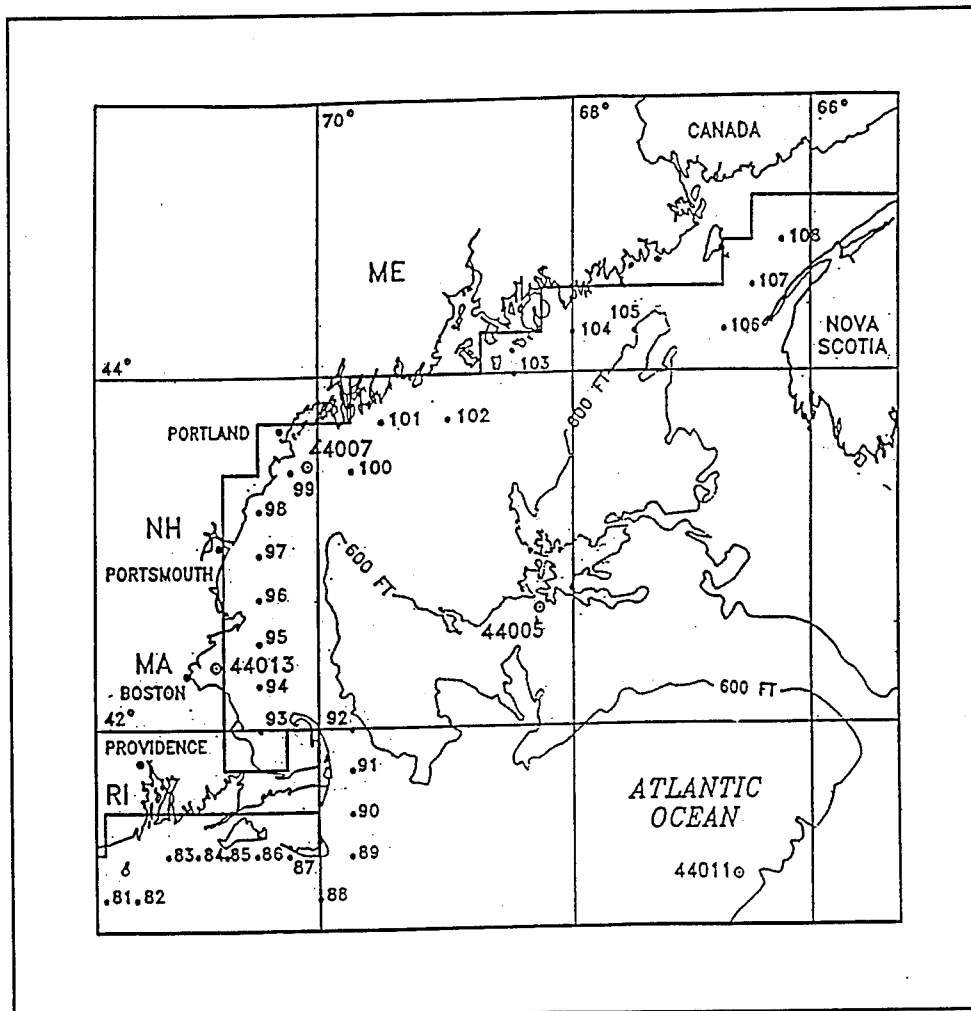 70°
68°
66°
CANADA
108
ME
107
105
104
106
NOVA
SCOTIA
103
44°
600 FT
101
102
PORTLAND
44007
100
99
98
NH
97
PORTSMOUTH
600 FT
96
44005
95
MA
44013
BOSTON
94
600 FT
42°
93
92
PROVIDENCE
91
RI
ATLANTIC
OCEAN
90
83
84
85
86
87
89
44011
81
82
88